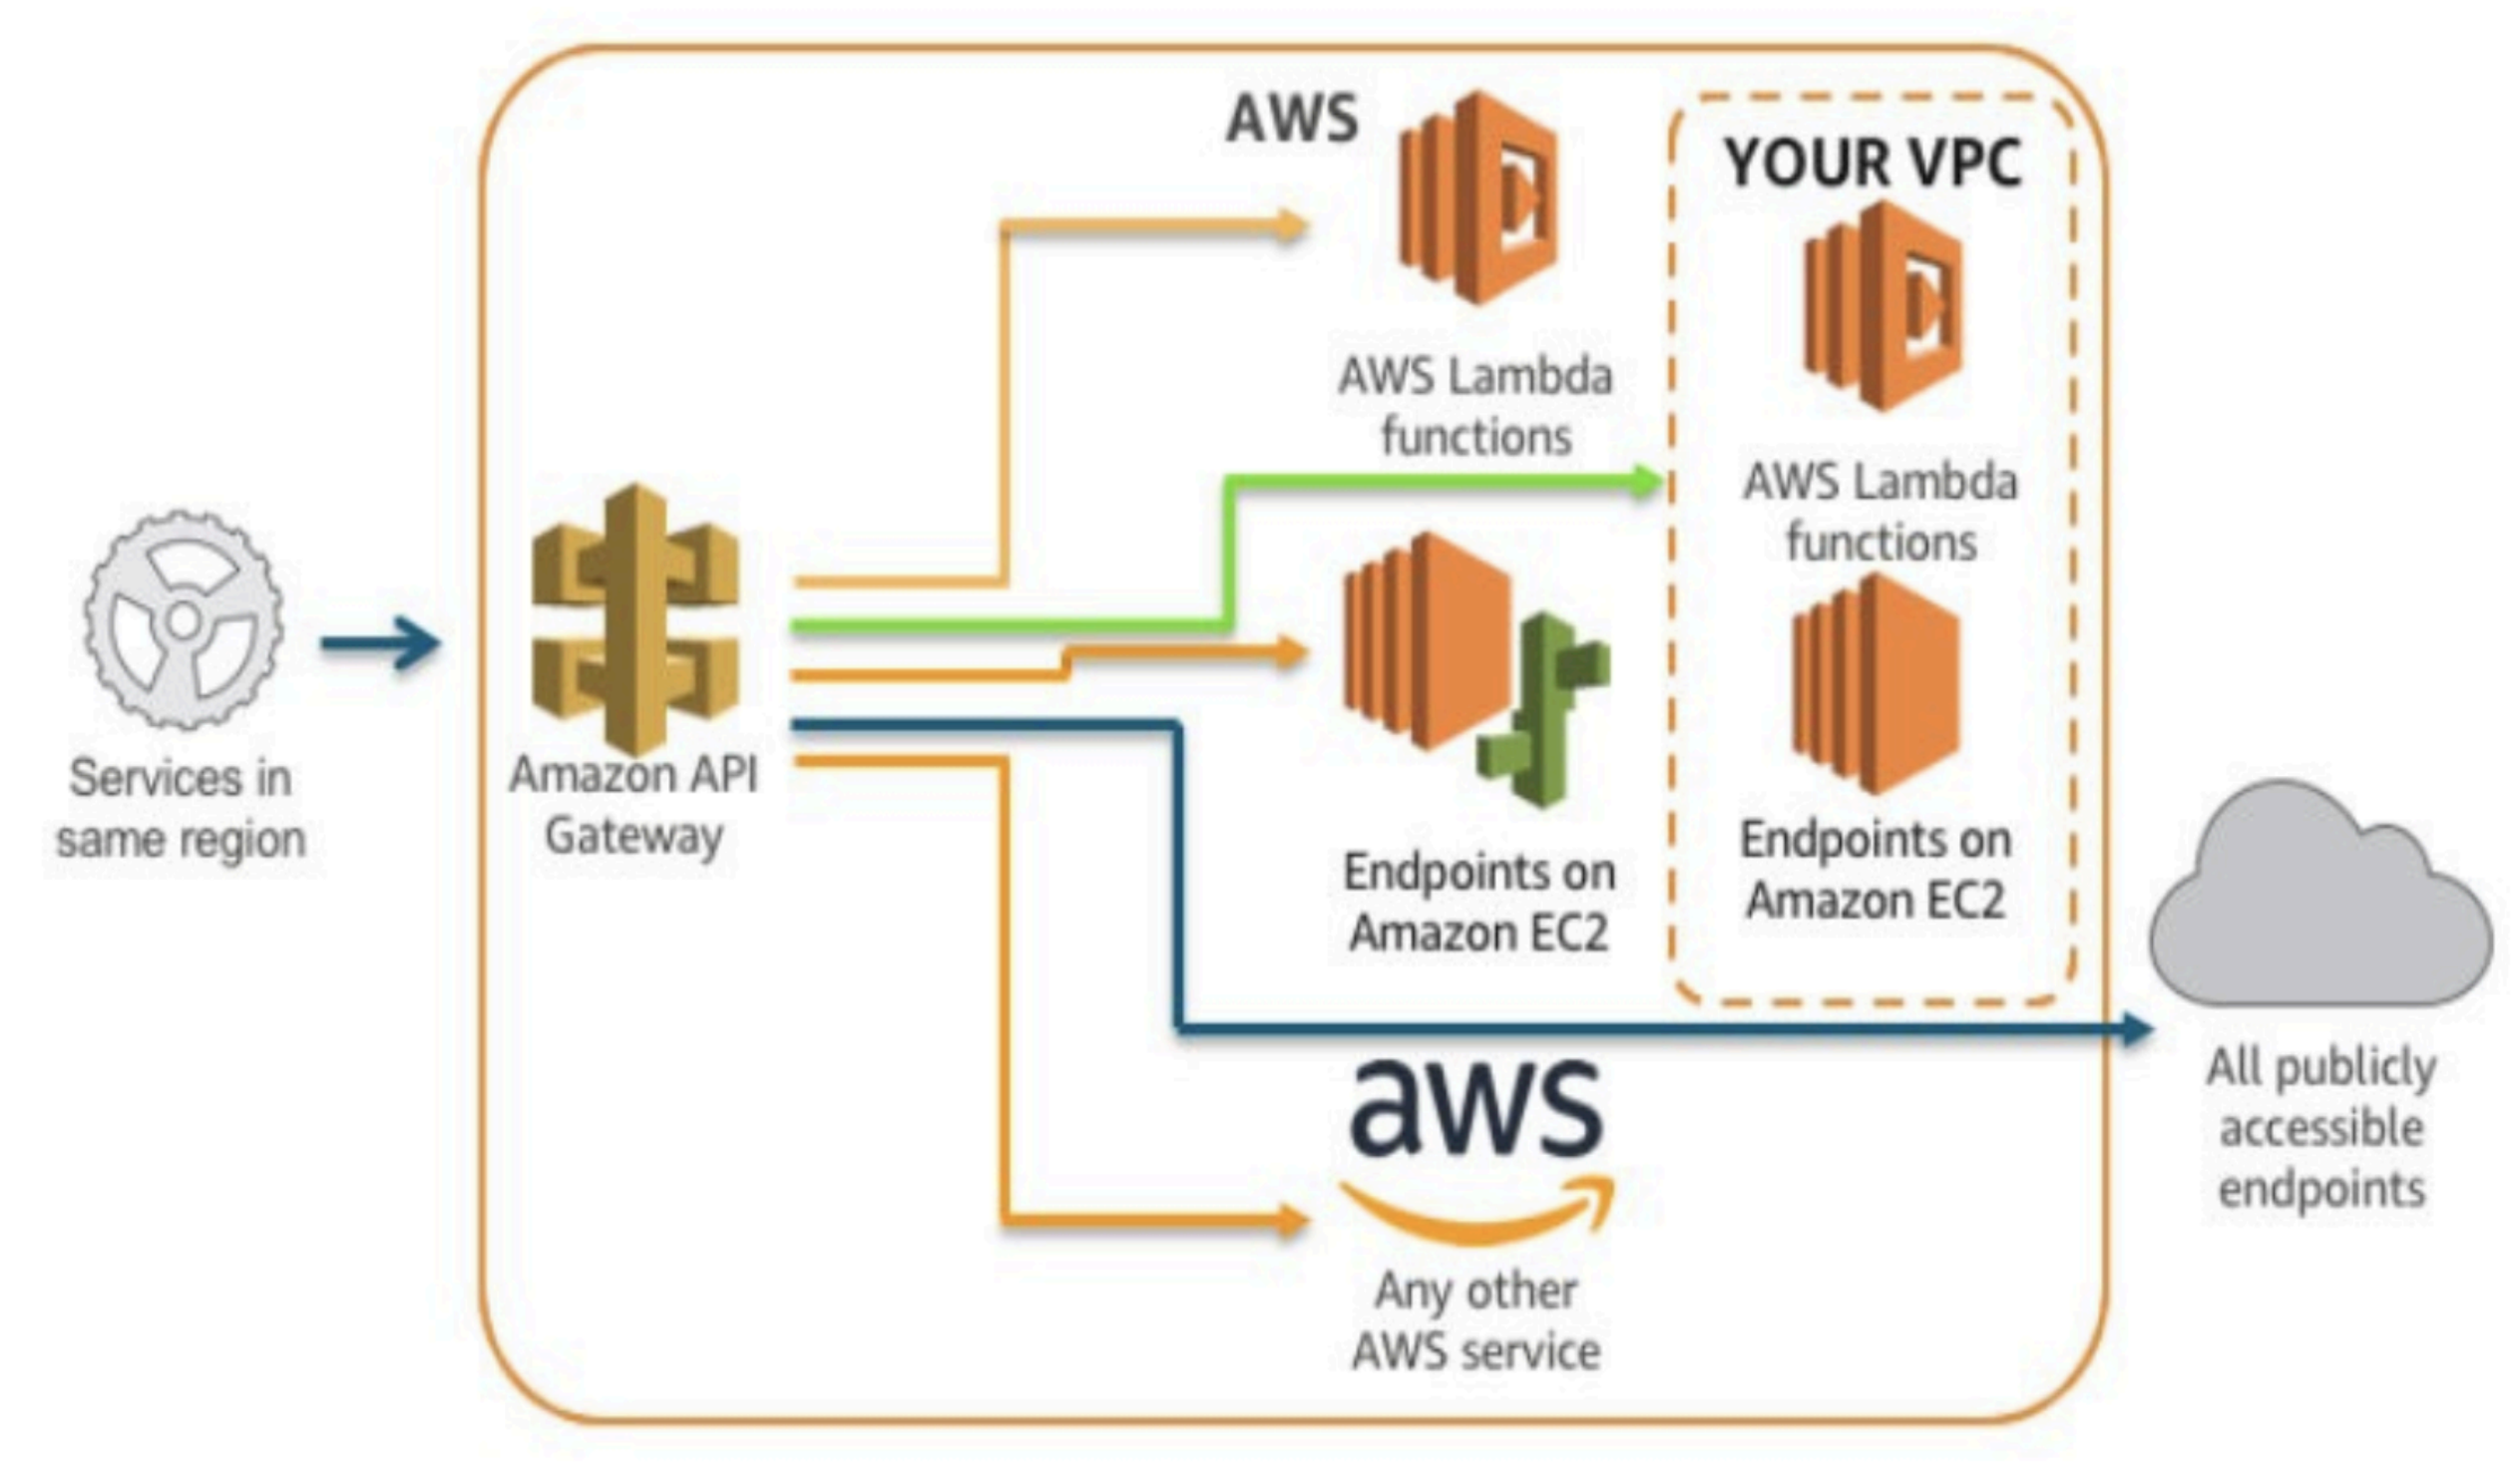 AWS
YOUR VPC
AWS Lambda
functions
AWS Lambda
functions
Services in
same region
Amazon API
Gateway
Endpoints on
Amazon EC2
Endpoints on
Amazon EC2
aws
Any other
AWS service
All publicly
accessible
endpoints